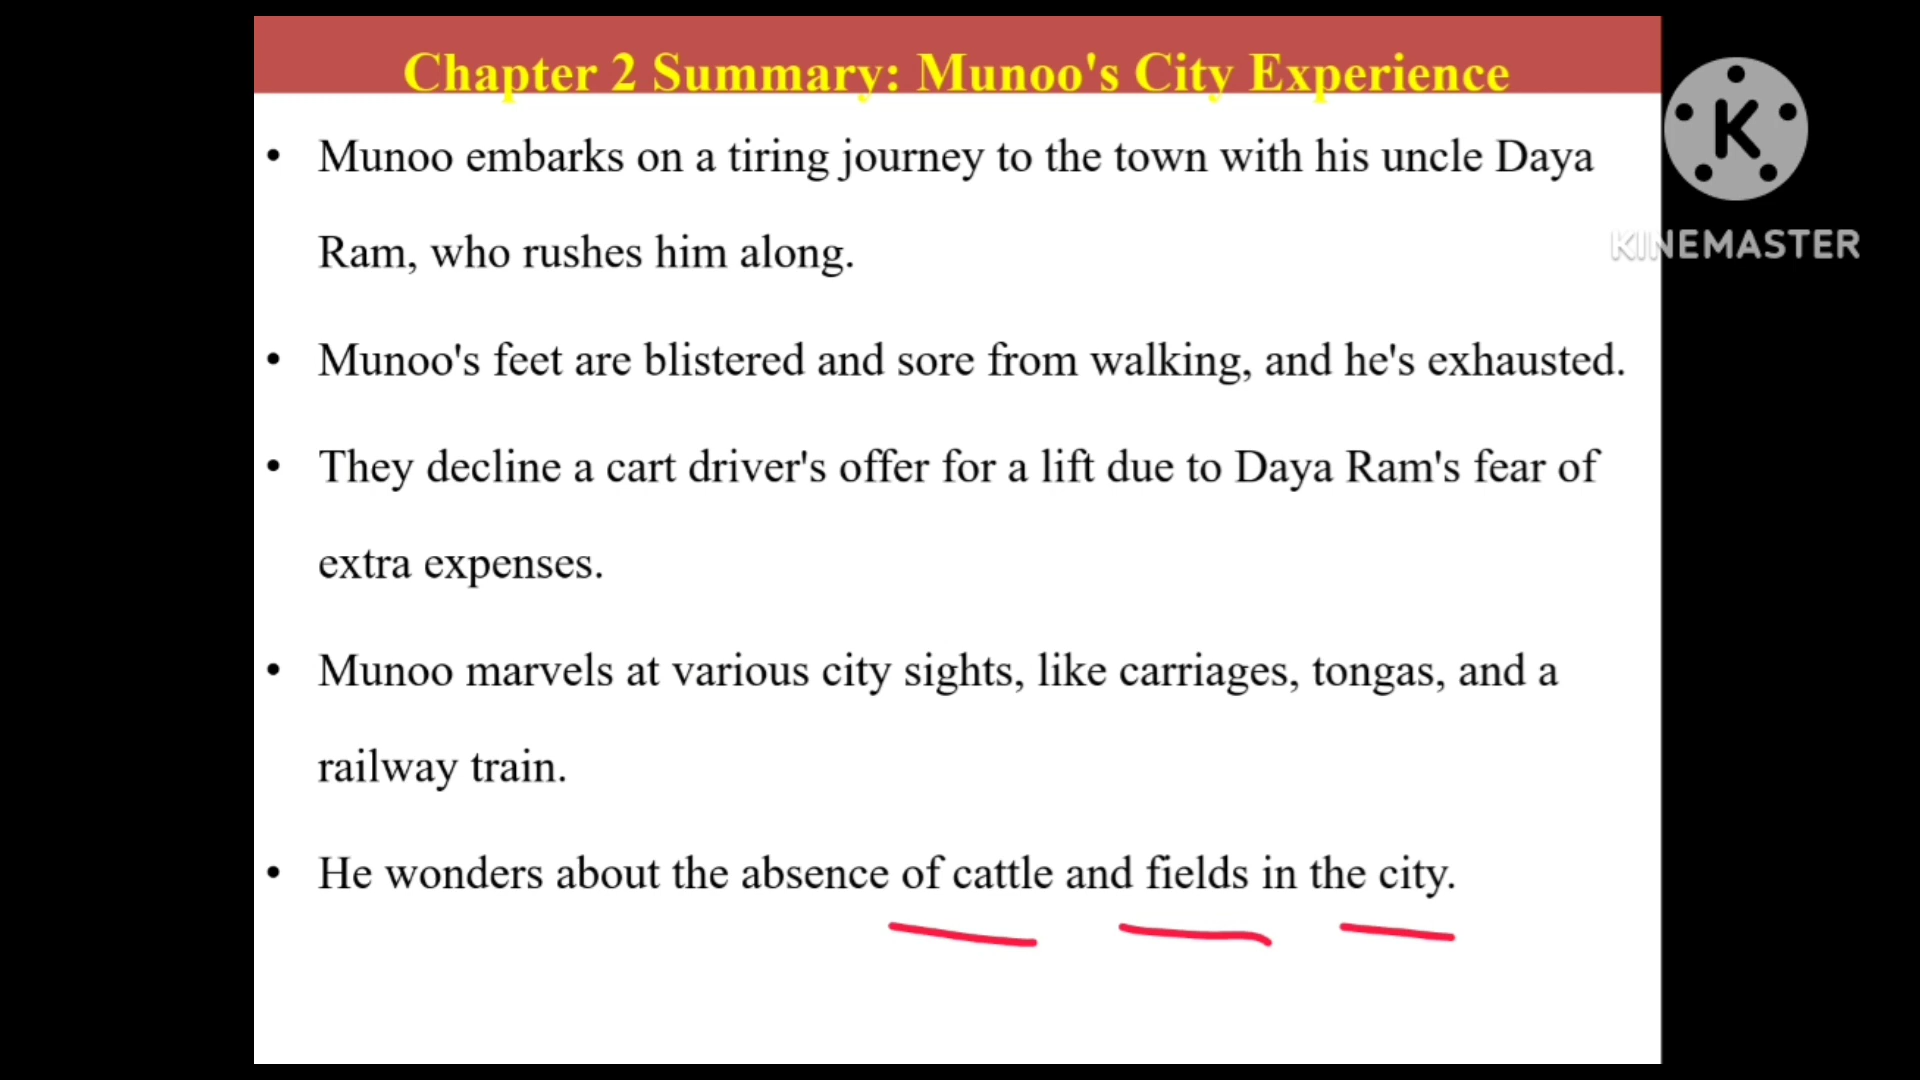 Chapter 2 Summary: Munoo's City Experience
• Munoo embarks on a tiring journey to the town with his uncle Daya
Ram, who rushes him along.
• Munoo's feet are blistered and sore from walking, and he's exhausted.
• They decline a cart driver's offer for a lift due to Daya Ram's fear of
extra expenses.
• Munoo marvels at various city sights, like carriages, tongas, and a
railway train.
• He wonders about the absence of cattle and fields in the city.
K
KINEMASTER